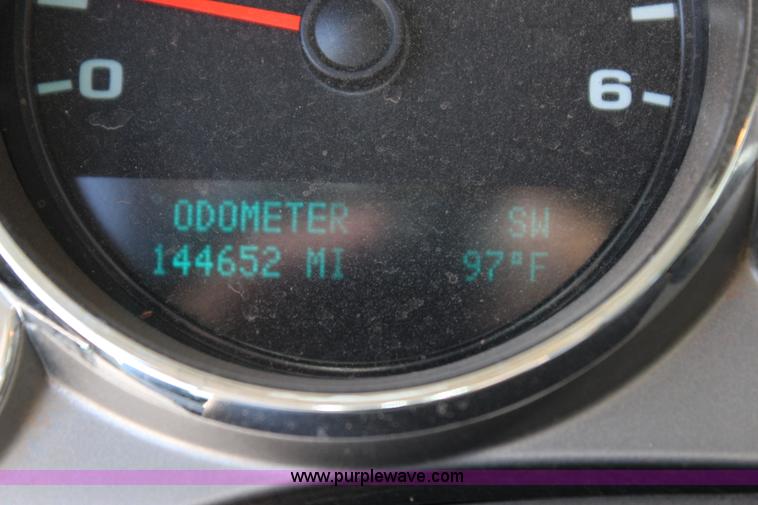 0 6
ODOMETER SW
144652 MI 97°F
www.purplewave.com